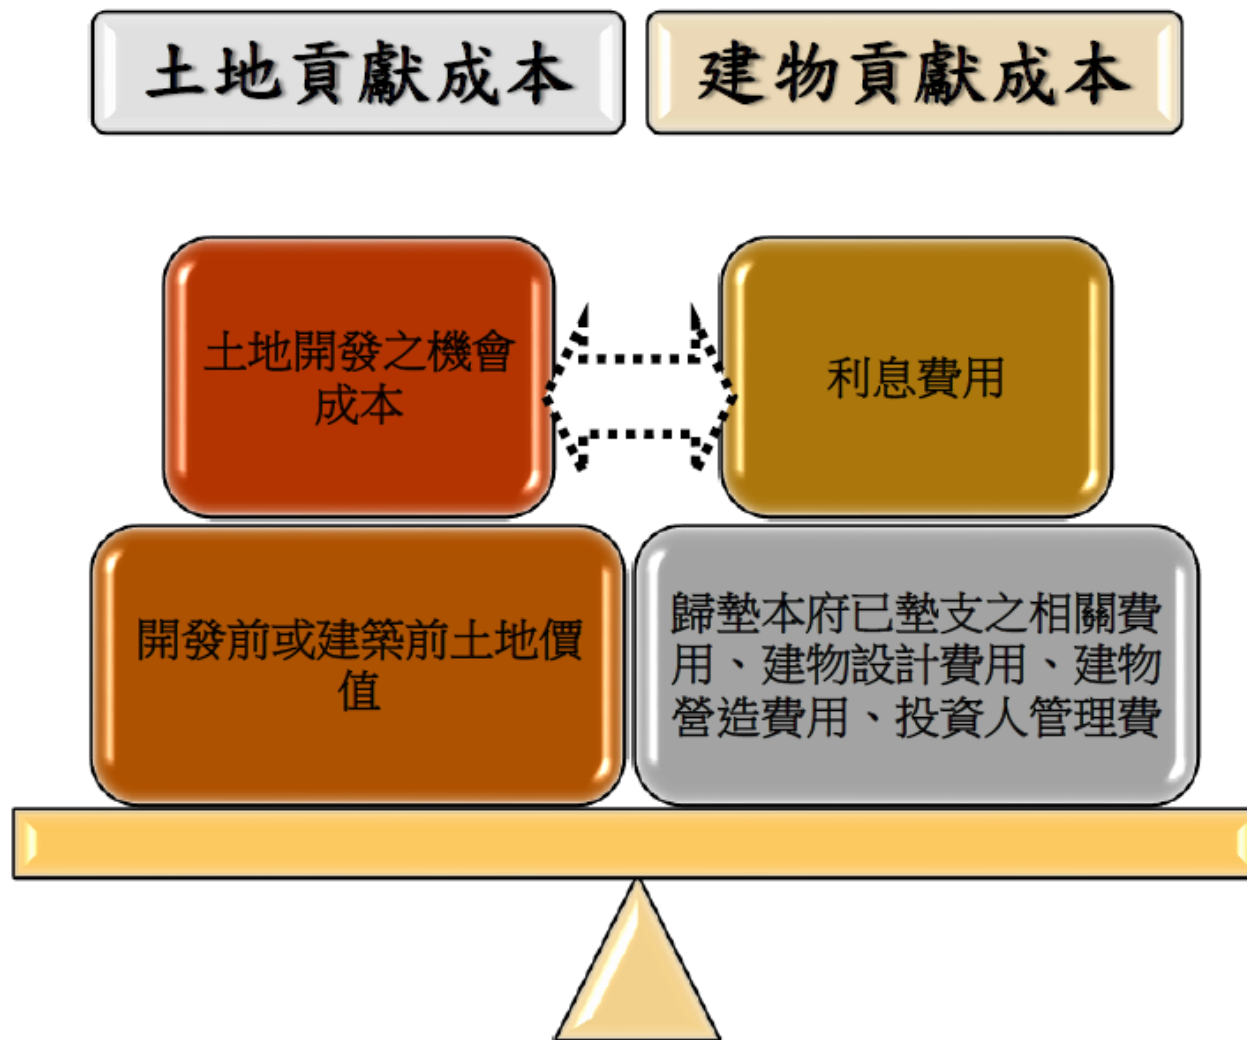 土地貢獻成本
建物貢獻成本
土地開發之機會
成本
利息費用
開發前或建築前土地價
值
歸墊本府已墊支之相關費
用、建物設計費用、建物
營造費用、投資人管理費